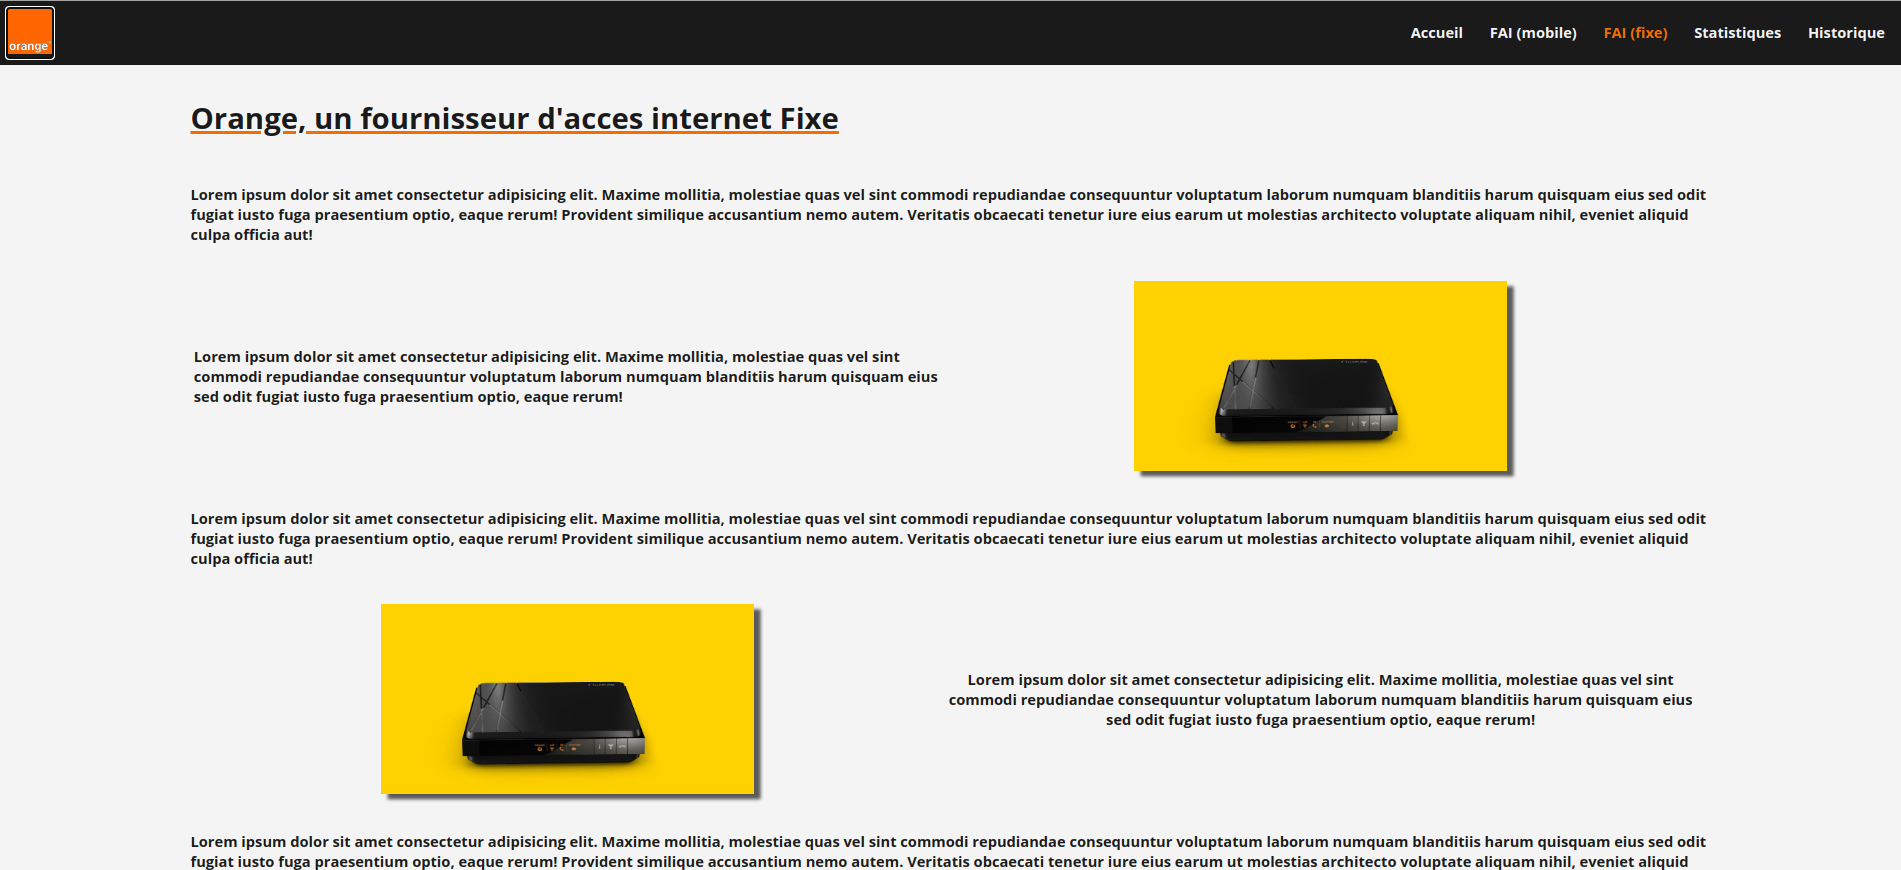 orange
Accueil FAI (mobile) FAI (fixe) Statistiques Historique
Orange, un fournisseur d'acces internet Fixe
Lorem ipsum dolor sit amet consectetur adipisicing elit. Maxime mollitia, molestiae quas vel sint commodi repudiandae consequuntur voluptatum laborum numquam blanditiis harum quisquam eius sed odit
fugiat iusto fuga praesentium optio, eaque rerum! Provident similique accusantium nemo autem. Veritatis obcaecati tenetur iure eius earum ut molestias architecto voluptate aliquam nihil, eveniet aliquid
culpa officia aut!
Lorem ipsum dolor sit amet consectetur adipisicing elit. Maxime mollitia, molestiae quas vel sint
commodi repudiandae consequuntur voluptatum laborum numquam blanditiis harum quisquam eius
sed odit fugiat iusto fuga praesentium optio, eaque rerum!
Lorem ipsum dolor sit amet consectetur adipisicing elit. Maxime mollitia, molestiae quas vel sint commodi repudiandae consequuntur voluptatum laborum numquam blanditiis harum quisquam eius sed odit
fugiat iusto fuga praesentium optio, eaque rerum! Provident similique accusantium nemo autem. Veritatis obcaecati tenetur iure eius earum ut molestias architecto voluptate aliquam nihil, eveniet aliquid
culpa officia aut!
Lorem ipsum dolor sit amet consectetur adipisicing elit. Maxime mollitia, molestiae quas vel sint
commodi repudiandae consequuntur voluptatum laborum numquam blanditiis harum quisquam eius
sed odit fugiat iusto fuga praesentium optio, eaque rerum!
Lorem ipsum dolor sit amet consectetur adipisicing elit. Maxime mollitia, molestiae quas vel sint commodi repudiandae consequuntur voluptatum laborum numquam blanditiis harum quisquam eius sed odit
fugiat iusto fuga praesentium optio, eaque rerum! Provident similique accusantium nemo autem. Veritatis obcaecati tenetur iure eius earum ut molestias architecto voluptate aliquam nihil, eveniet aliquid